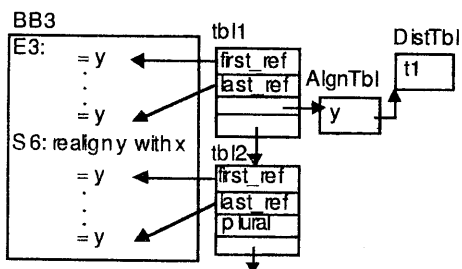 BB3
E3:
= y
.
.
.
= y
S6: realign y with x
= y
.
.
.
= y
tbl1
first_ref
last_ref
tbl2
first_ref
last_ref
plural
AlgnTbl
y
DistTbl
t1